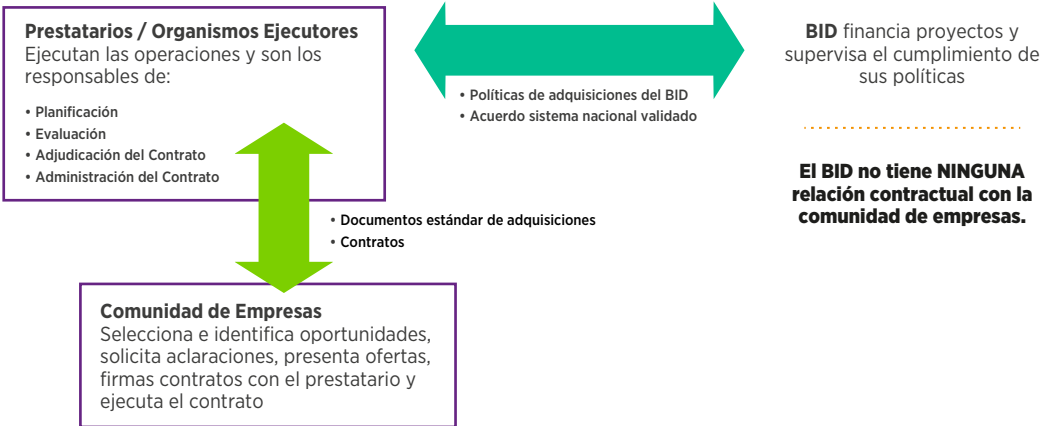 Prestatarios / Organismos Ejecutores
Ejecutan las operaciones y son los
responsables de:
• Planificación
• Evaluación
• Adjudicación del Contrato
• Administración del Contrato
• Políticas de adquisiciones del BID
• Acuerdo sistema nacional validado
BID financia proyectos y
supervisa el cumplimiento de
sus políticas
El BID no tiene NINGUNA
relación contractual con la
comunidad de empresas.
• Documentos estándar de adquisiciones
• Contratos
Comunidad de Empresas
Selecciona e identifica oportunidades,
solicita aclaraciones, presenta ofertas,
firmas contratos con el prestatario y
ejecuta el contrato